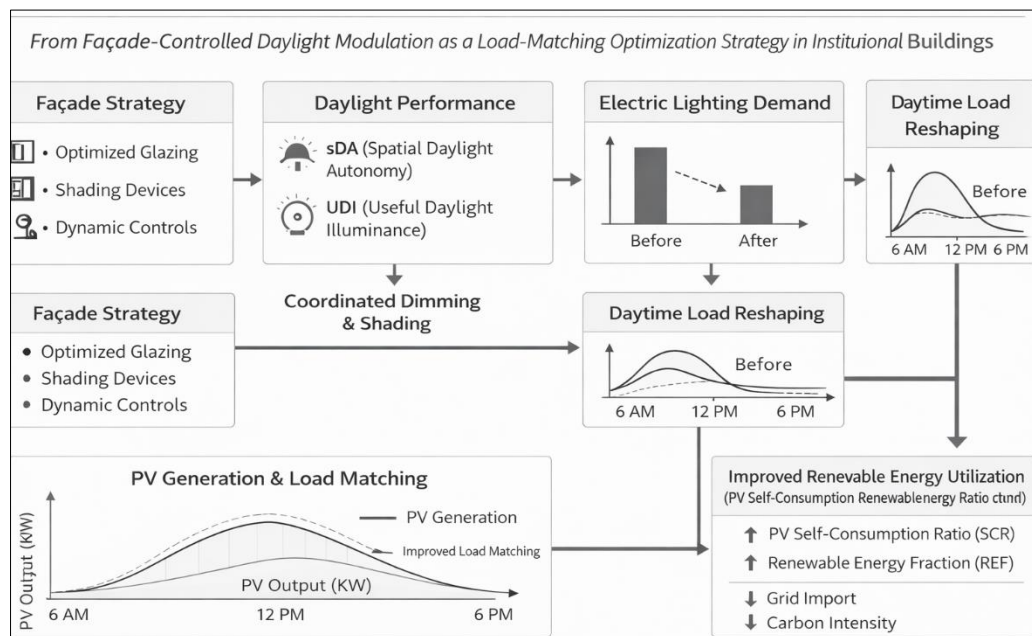 From Façade-Controlled Daylight Modulation as a Load-Matching Optimization Strategy in Institutional Buildings
Façade Strategy
• Optimized Glazing
• Shading Devices
• Dynamic Controls
Daylight Performance
sDA (Spatial Daylight
Autonomy)
UDI (Useful Daylight
Illuminance)
Electric Lighting Demand
Before
After
Daytime Load
Reshaping
Before
6 AM
12 PM
6 PM
Coordinated Dimming
& Shading
Façade Strategy
• Optimized Glazing
• Shading Devices
• Dynamic Controls
Daytime Load Reshaping
Before
6 AM
12 PM
6 PM
PV Generation & Load Matching
PV Output (KW)
PV Generation
Improved Load Matching
PV Output (KW)
6 AM
12 PM
6 PM
Improved Renevable Energy Utilization
(PV Self-Consumption Renewablenergy Ratio
↑ PV Self-Consumption Ratio (SCR)
↑ Renewable Energy Fraction (REF)
↓ Grid Import
↓ Carbon Intensity